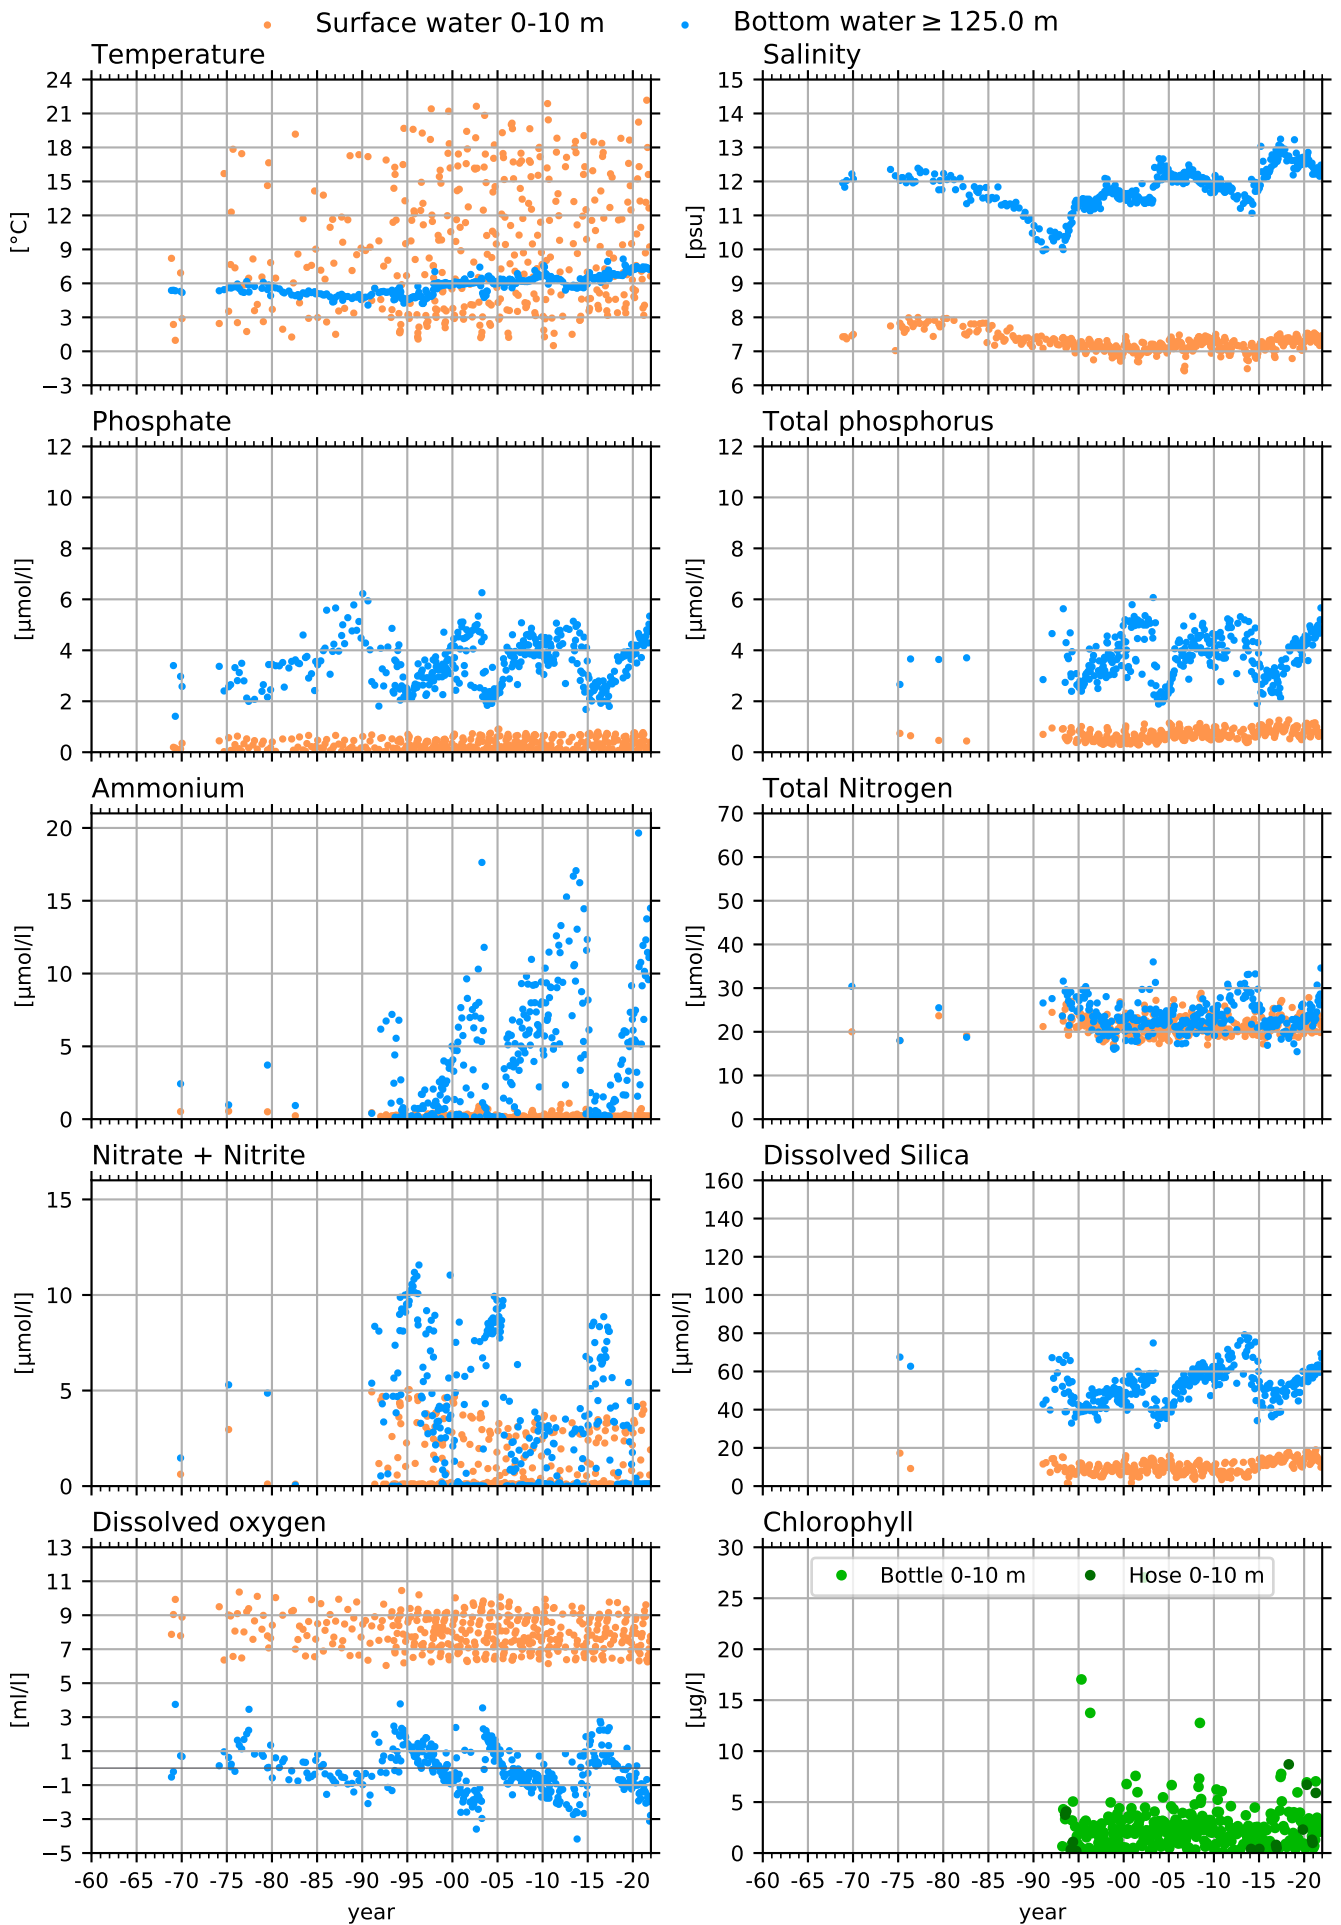 Surface water 0-10 m Bottom water ≥ 125.0 m
Temperature Salinity
24 21 18 15 12 9 6 3 0 −3
[°C]
15 14 13 12 11 10 9 8 7 6
[psu]
Phosphate Total phosphorus
12 10 8 6 4 2 0
[µmol/l]
12 10 8 6 4 2 0
[µmol/l]
Ammonium Total Nitrogen
20 15 10 5 0
[µmol/l]
70 60 50 40 30 20 10 0
[µmol/l]
Nitrate + Nitrite Dissolved Silica
15 10 5 0
[µmol/l]
160 140 120 100 80 60 40 20 0
[µmol/l]
Dissolved oxygen Chlorophyll
13 11 9 7 5 3 1 −1 −3 −5
[ml/l]
Bottle 0-10 m Hose 0-10 m
30 25 20 15 10 5 0
[µg/l]
-60 -65 -70 -75 -80 -85 -90 -95 -00 -05 -10 -15 -20
-60 -65 -70 -75 -80 -85 -90 -95 -00 -05 -10 -15 -20
year year